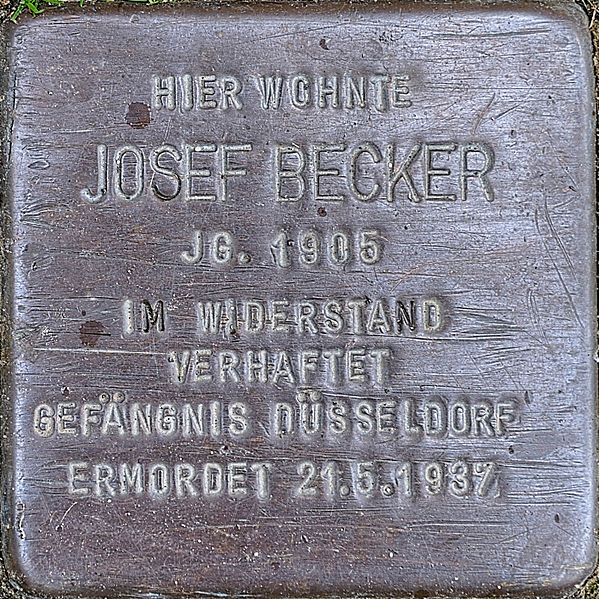 HIER WOHNTE
JOSEF BECKER
JG. 1905
IM WIDERSTAND
VERHAFTET
GEFÄNGNIS DÜSSELDORF
ERMORDET 21.5.1937